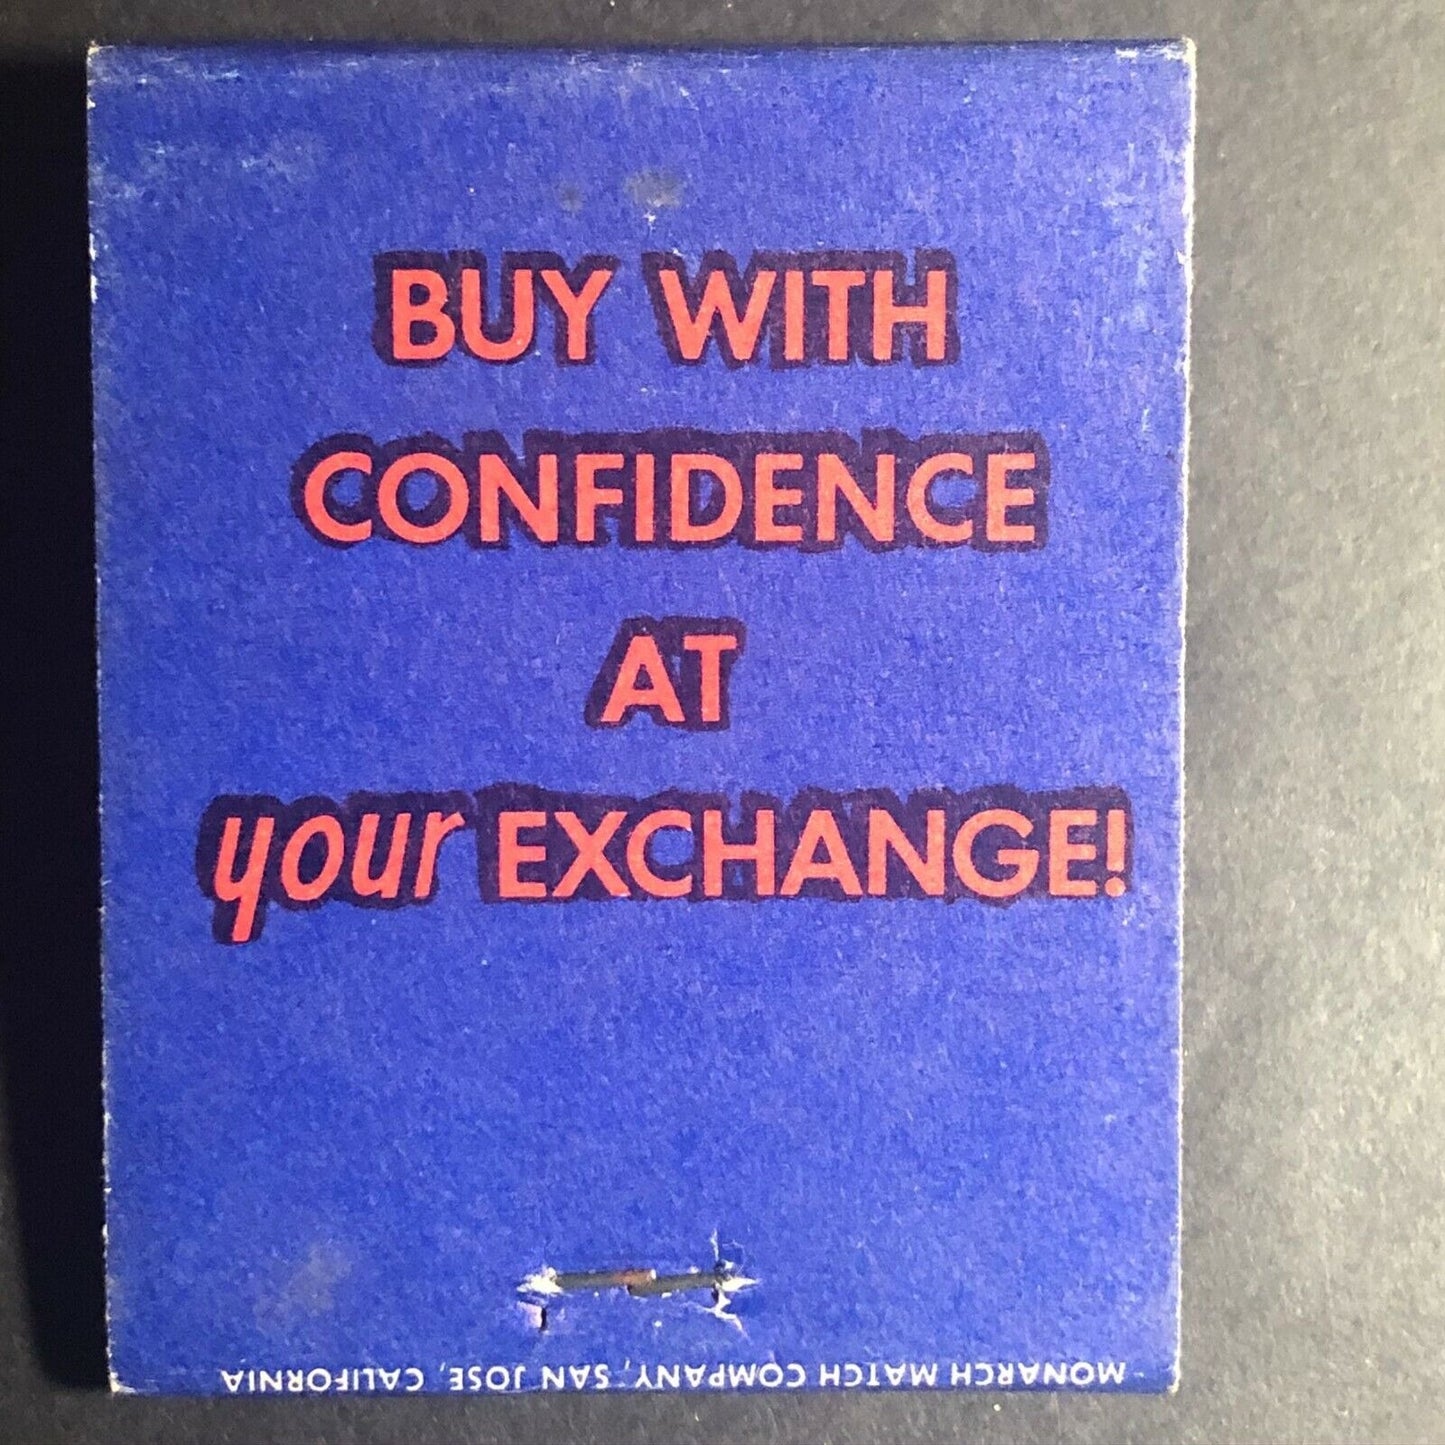 BUY WITH
CONFIDENCE
AT
your EXCHANGE!
MONARCH MATCH COMPANY, SAN JOSE, CALIFORNIA